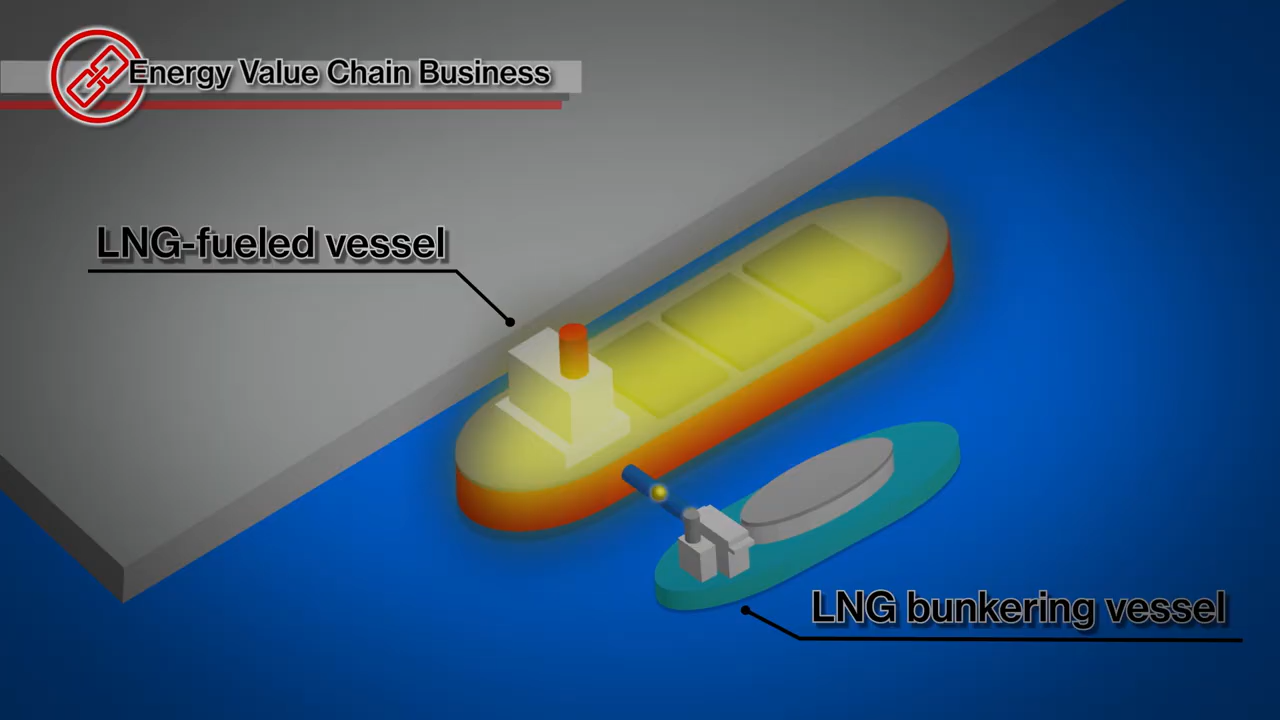 Energy Value Chain Business
LNG-fueled vessel
LNG bunkering vessel